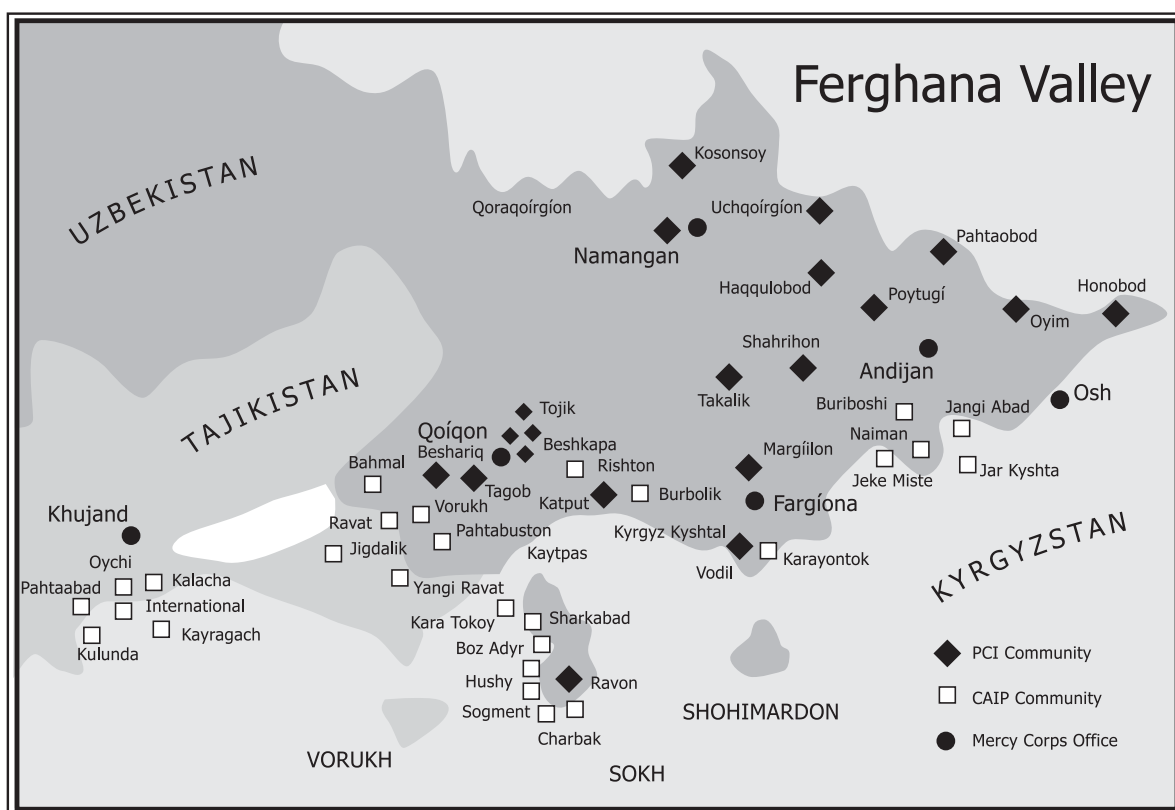 Ferghana Valley
UZBEKISTAN
Kosonsoy
Qoraqoírgíon
Uchqoírgíon
Namangan
Pahtaobod
Haqqulobod
Poytugí
Honobod
Oyim
Shahrihon
TAJIKISTAN
Andijan
Takalik
Osh
Tojik
Buriboshi
Jangi Abad
Qoíqon
Beshkapa
Naiman
Beshariq
Margíilon
Bahmal
Rishton
Jeke Miste
Jar Kyshta
Tagob
Burbolik
Katput
Fargíona
Vorukh
Khujand
Ravat
Pahtabuston
Kyrgyz Kyshtal
KYRGYZSTAN
Jigdalik
Kaytpas
Karayontok
Oychi
Vodil
Pahtaabad
Kalacha
Yangi Ravat
International
Kara Tokoy
Sharkabad
Kayragach
Boz Adyr
Kulunda
PCI Community
Hushy
Ravon
CAIP Community
Sogment
SHOHIMARDON
Charbak
Mercy Corps Office
VORUKH
SOKH